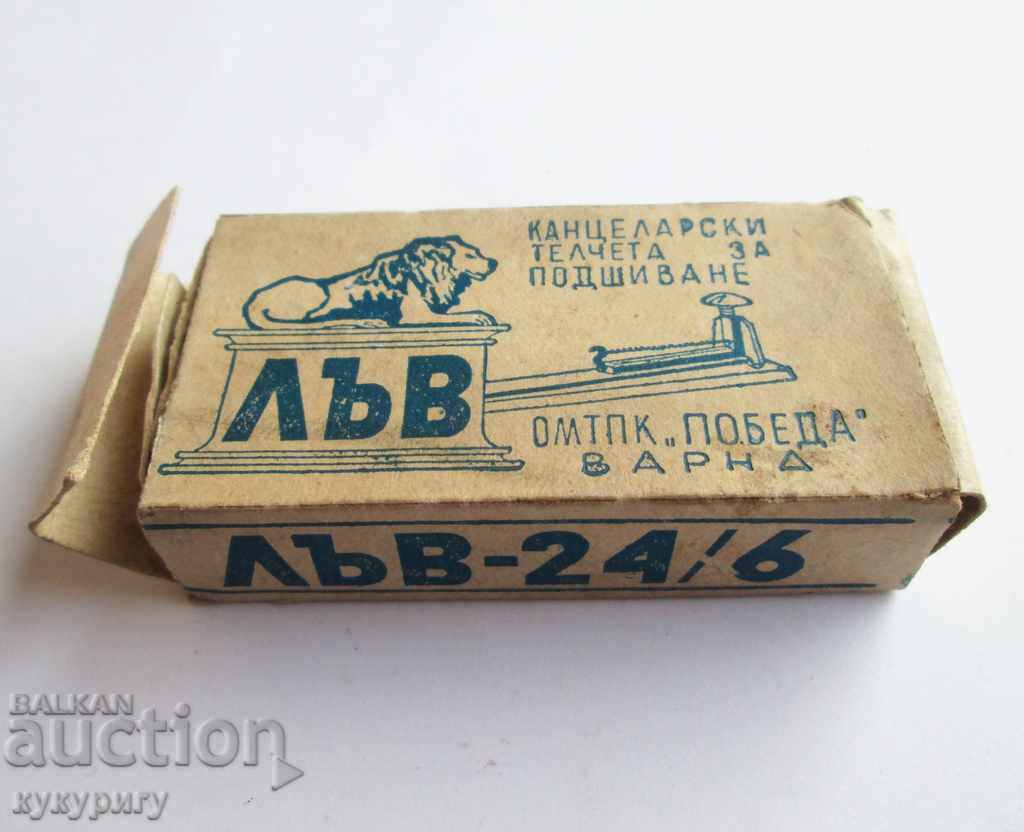 КАНЦЕЛАРСКИ
ТЕЛЧЕТА ЗА
ПОДШИВАНЕ
ЛЪВ
ОМТПК „ПОБЕДА"
ВАРНА
ЛЪВ-24/6
BALKAN
auction
кукуригу